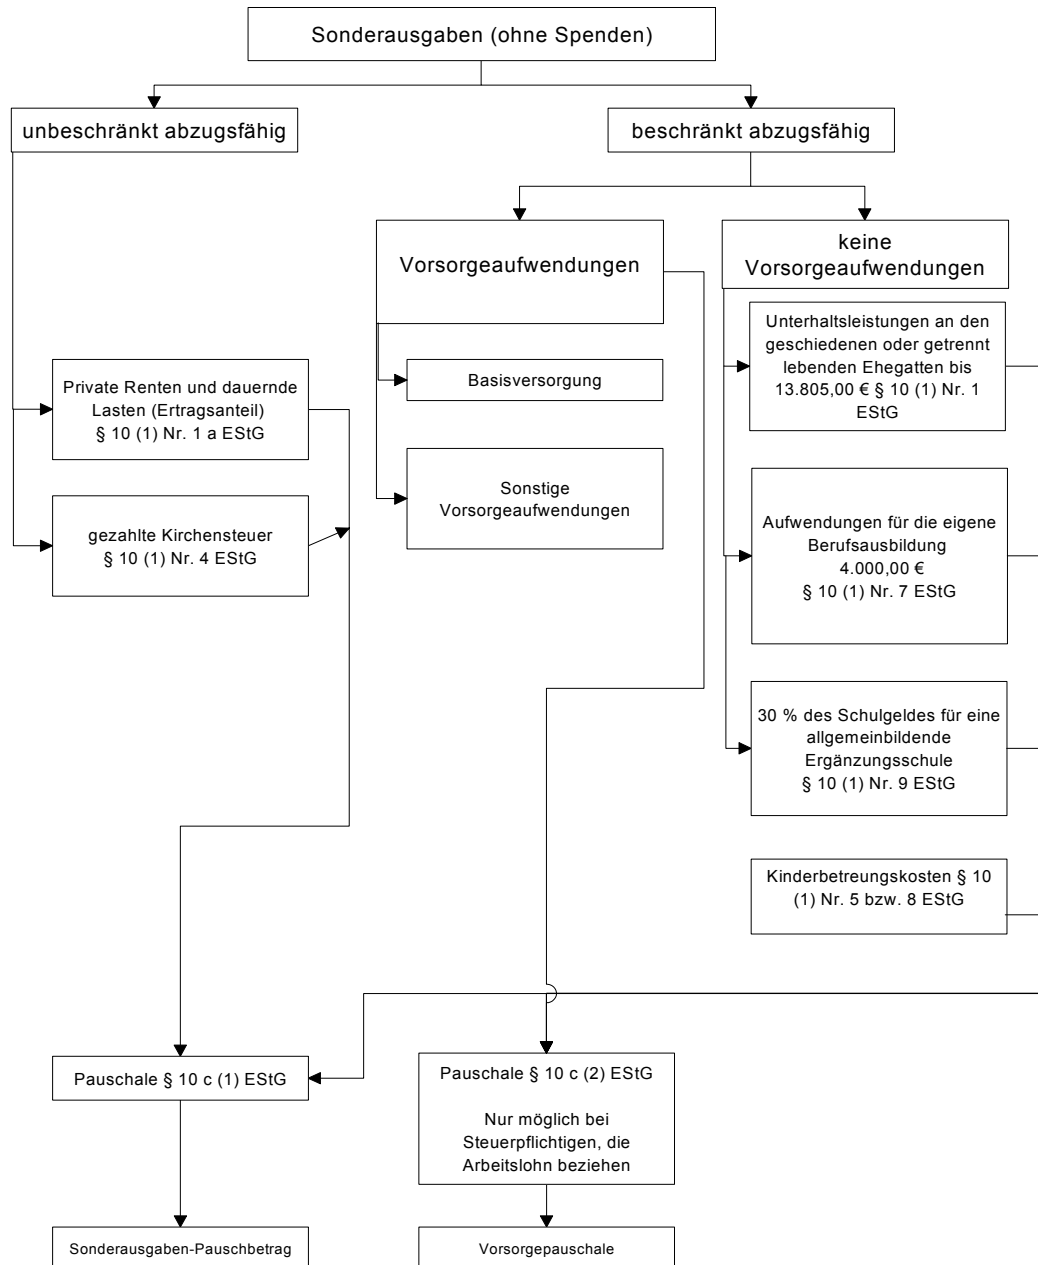 Sonderausgaben (ohne Spenden)
unbeschränkt abzugsfähig
beschränkt abzugsfähig
Vorsorgeaufwendungen
keine
Vorsorgeaufwendungen
Private Renten und dauernde
Lasten (Ertragsanteil)
§ 10 (1) Nr. 1 a EStG
gezahlte Kirchensteuer
§ 10 (1) Nr. 4 EStG
Basisversorgung
Sonstige
Vorsorgeaufwendungen
Unterhaltsleistungen an den
geschiedenen oder getrennt
lebenden Ehegatten bis
13.805,00 € § 10 (1) Nr. 1
EStG
Aufwendungen für die eigene
Berufsausbildung
4.000,00 €
§ 10 (1) Nr. 7 EStG
30 % des Schulgeldes für eine
allgemeinbildende
Ergänzungsschule
§ 10 (1) Nr. 9 EStG
Kinderbetreungskosten § 10
(1) Nr. 5 bzw. 8 EStG
Pauschale § 10 c (1) EStG
Pauschale § 10 c (2) EStG
Nur möglich bei
Steuerpflichtigen, die
Arbeitslohn beziehen
Sonderausgaben-Pauschbetrag
Vorsorgepauschale